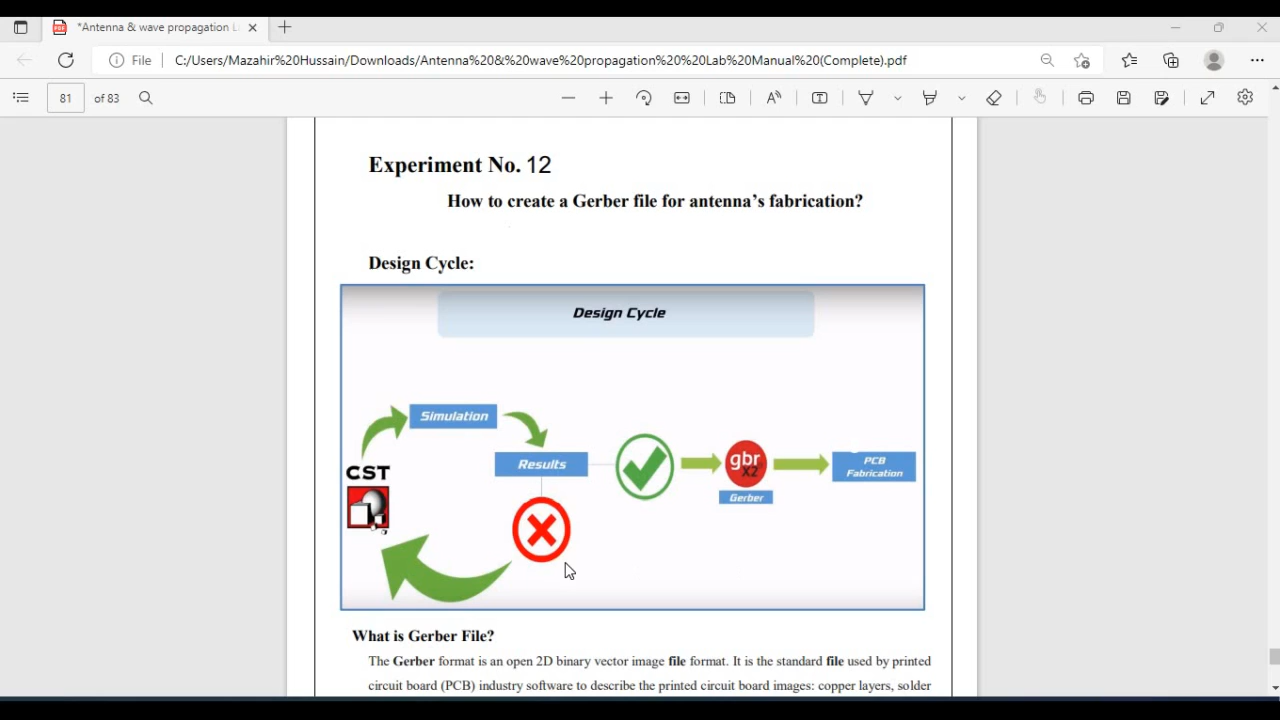 *Antenna & wave propagation L
File
C:/Users/Mazahir%20Hussain/Downloads/Antenna%20&%20wave%20propagation%20%20Lab%20Manual%20(Complete).pdf
81 of 83
Experiment No. 12
How to create a Gerber file for antenna's fabrication?
Design Cycle:
Design Cycle
Simulation
CST
Results
gbr
X2
Gerber
PCB
Fabrication
What is Gerber File?
The Gerber format is an open 2D binary vector image file format. It is the standard file used by printed
circuit board (PCB) industry software to describe the printed circuit board images: copper layers, solder